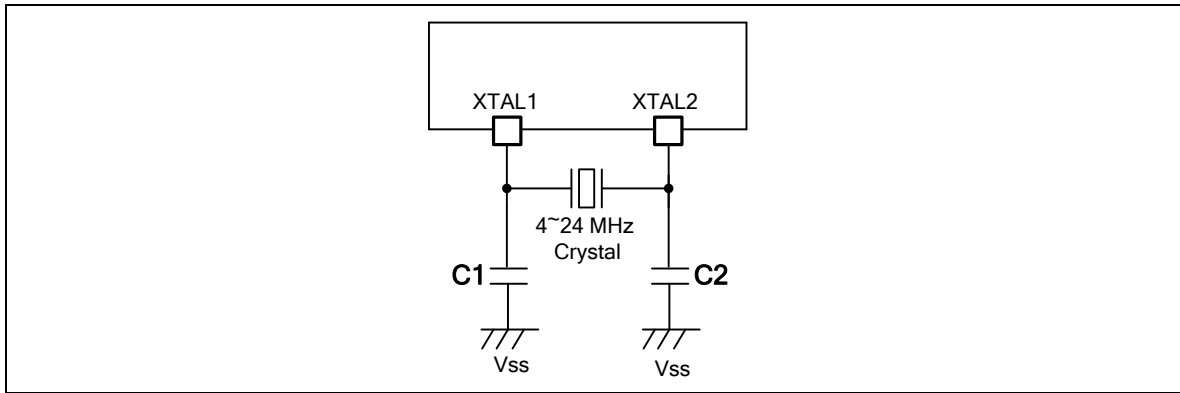 XTAL1 XTAL2
4~24 MHz
Crystal
C1 C2
Vss Vss